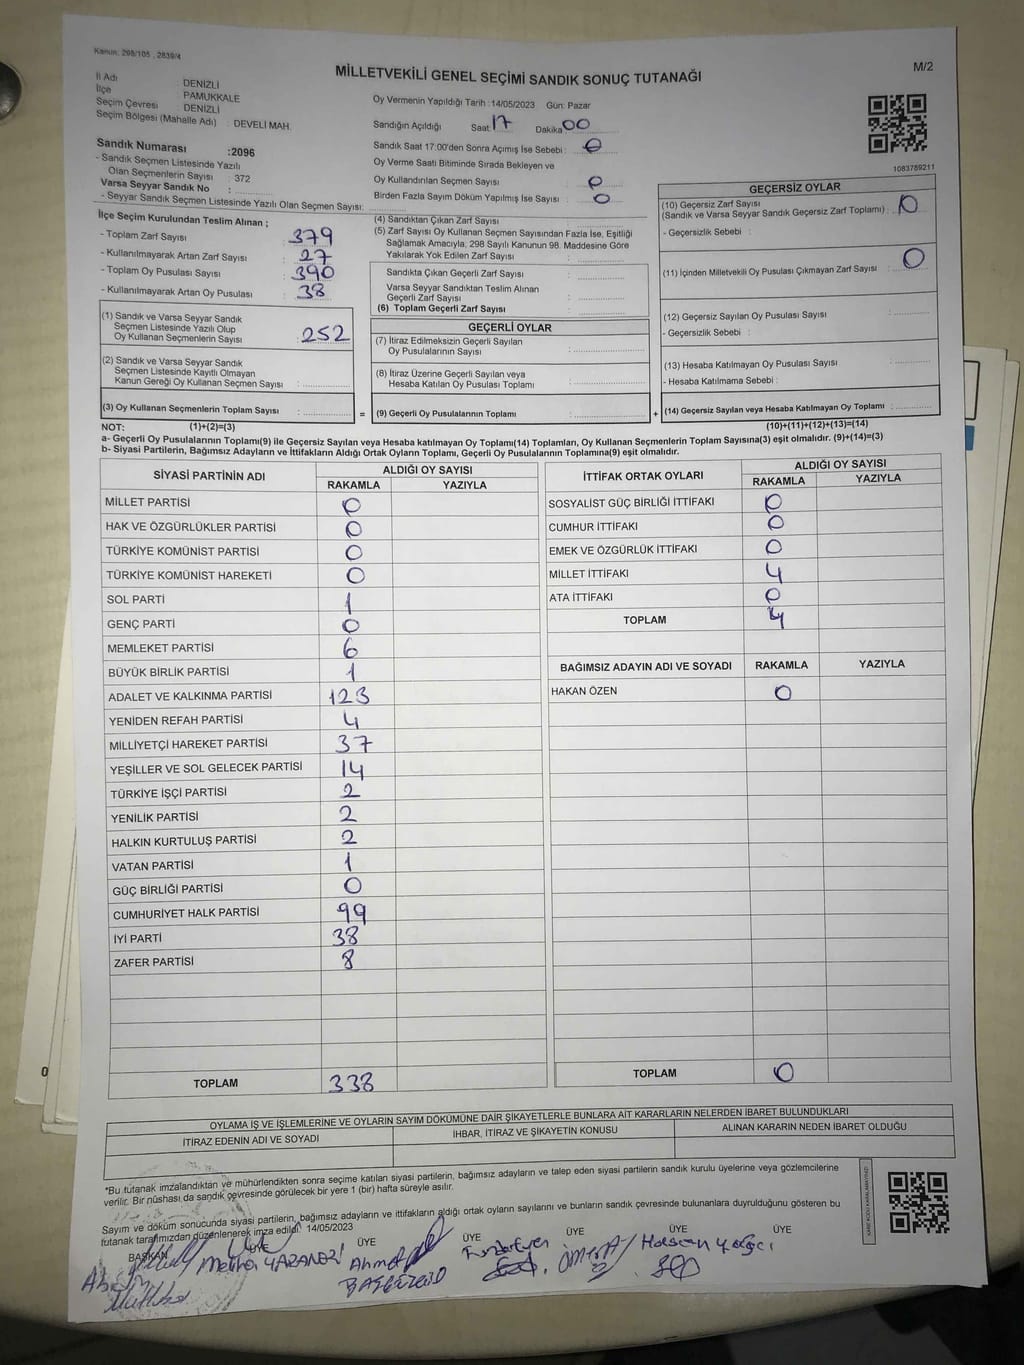 Kanun: 298/105 , 2839/4
MİLLETVEKİLİ GENEL SEÇİMİ SANDIK SONUÇ TUTANAĞI
M/2
İl Adı : DENİZLİ
İlçe : PAMUKKALE
Seçim Çevresi : DENİZLİ
Seçim Bölgesi (Mahalle Adı) : DEVELİ MAH.
Sandık Numarası :2096
- Sandık Seçmen Listesinde Yazılı
Olan Seçmenlerin Sayısı : 372
Varsa Seyyar Sandık No :
- Seyyar Sandık Seçmen Listesinde Yazılı Olan Seçmen Sayısı:
Oy Vermenin Yapıldığı Tarih :14/05/2023 Gün: Pazar
Sandığın Açıldığı Saat 17 Dakika 00
Sandık Saat 17:00'den Sonra Açımış İse Sebebi : 0
Oy Verme Saati Bitiminde Sırada Bekleyen ve
Oy Kullandırılan Seçmen Sayısı : 0
Birden Fazla Sayım Döküm Yapılmış İse Sayısı : 0
1083789211
İlçe Seçim Kurulundan Teslim Alınan ;
- Toplam Zarf Sayısı : 379
- Kullanılmayarak Artan Zarf Sayısı : 27
- Toplam Oy Pusulası Sayısı : 390
- Kullanılmayarak Artan Oy Pusulası : 38
(1) Sandık ve Varsa Seyyar Sandık
Seçmen Listesinde Yazılı Olup
Oy Kullanan Seçmenlerin Sayısı : 252
(2) Sandık ve Varsa Seyyar Sandık
Seçmen Listesinde Kayıtlı Olmayan
Kanun Gereği Oy Kullanan Seçmen Sayısı :
(3) Oy Kullanan Seçmenlerin Toplam Sayısı :
(4) Sandıktan Çıkan Zarf Sayısı :
(5) Zarf Sayısı Oy Kullanan Seçmen Sayısından Fazla İse, Eşitliği
Sağlamak Amacıyla, 298 Sayılı Kanunun 98. Maddesine Göre
Yakılarak Yok Edilen Zarf Sayısı :
Sandıkta Çıkan Geçerli Zarf Sayısı :
Varsa Seyyar Sandıktan Teslim Alınan
Geçerli Zarf Sayısı :
(6) Toplam Geçerli Zarf Sayısı :
GEÇERLİ OYLAR
(7) İtiraz Edilmeksizin Geçerli Sayılan
Oy Pusulalarının Sayısı :
(8) İtiraz Üzerine Geçerli Sayılan veya
Hesaba Katılan Oy Pusulası Toplamı :
= (9) Geçerli Oy Pusulalarının Toplamı : +
GEÇERSİZ OYLAR
(10) Geçersiz Zarf Sayısı
(Sandık ve Varsa Seyyar Sandık Geçersiz Zarf Toplamı) : 0
- Geçersizlik Sebebi :
(11) İçinden Milletvekili Oy Pusulası Çıkmayan Zarf Sayısı : 0
(12) Geçersiz Sayılan Oy Pusulası Sayısı :
- Geçersizlik Sebebi :
(13) Hesaba Katılmayan Oy Pusulası Sayısı :
- Hesaba Katılmama Sebebi :
(14) Geçersiz Sayılan veya Hesaba Katılmayan Oy Toplamı :
NOT: (1)+(2)=(3) (10)+(11)+(12)+(13)=(14)
a- Geçerli Oy Pusulalarının Toplamı(9) ile Geçersiz Sayılan veya Hesaba katılmayan Oy Toplamı(14) Toplamları, Oy Kullanan Seçmenlerin Toplam Sayısına(3) eşit olmalıdır. (9)+(14)=(3)
b- Siyasi Partilerin, Bağımsız Adayların ve İttifakların Aldığı Ortak Oyların Toplamı, Geçerli Oy Pusulalarının Toplamına(9) eşit olmalıdır.
SİYASİ PARTİNİN ADI ALDIĞI OY SAYISI
RAKAMLA YAZIYLA
MİLLET PARTİSİ 0
HAK VE ÖZGÜRLÜKLER PARTİSİ 0
TÜRKİYE KOMÜNİST PARTİSİ 0
TÜRKİYE KOMÜNİST HAREKETİ 0
SOL PARTİ 1
GENÇ PARTİ 0
MEMLEKET PARTİSİ 6
BÜYÜK BİRLİK PARTİSİ 1
ADALET VE KALKINMA PARTİSİ 123
YENİDEN REFAH PARTİSİ 4
MİLLİYETÇİ HAREKET PARTİSİ 37
YEŞİLLER VE SOL GELECEK PARTİSİ 14
TÜRKİYE İŞÇİ PARTİSİ 2
YENİLİK PARTİSİ 2
HALKIN KURTULUŞ PARTİSİ 2
VATAN PARTİSİ 1
GÜÇ BİRLİĞİ PARTİSİ 0
CUMHURİYET HALK PARTİSİ 99
İYİ PARTİ 38
ZAFER PARTİSİ 8
TOPLAM 338
İTTİFAK ORTAK OYLARI ALDIĞI OY SAYISI
RAKAMLA YAZIYLA
SOSYALİST GÜÇ BİRLİĞİ İTTİFAKI 0
CUMHUR İTTİFAKI 0
EMEK VE ÖZGÜRLÜK İTTİFAKI 0
MİLLET İTTİFAKI 4
ATA İTTİFAKI 0
TOPLAM 4
BAĞIMSIZ ADAYIN ADI VE SOYADI RAKAMLA YAZIYLA
HAKAN ÖZEN 0
TOPLAM 0
OYLAMA İŞ VE İŞLEMLERİNE VE OYLARIN SAYIM DÖKÜMÜNE DAİR ŞİKAYETLERLE BUNLARA AİT KARARLARIN NELERDEN İBARET BULUNDUKLARI
İTİRAZ EDENİN ADI VE SOYADI İHBAR, İTİRAZ VE ŞİKAYETİN KONUSU ALINAN KARARIN NEDEN İBARET OLDUĞU
*Bu tutanak imzalandıktan ve mühürlendikten sonra seçime katılan siyasi partilerin, bağımsız adayların ve talep eden siyasi partilerin sandık kurulu üyelerine veya gözlemcilerine
verilir. Bir nüshası da sandık çevresinde görülecek bir yere 1 (bir) hafta süreyle asılır.
Sayım ve döküm sonucunda siyasi partilerin, bağımsız adayların ve ittifakların aldığı ortak oyların sayılarını ve bunların sandık çevresinde bulunanlara duyrulduğunu gösteren bu
tutanak tarafımızdan düzenlenerek imza edildi. 14/05/2023
BAŞKAN ÜYE ÜYE ÜYE ÜYE ÜYE ÜYE